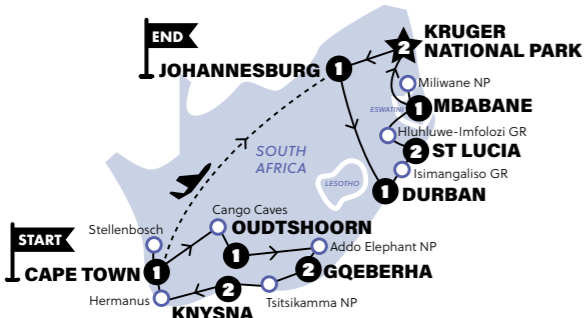 END
KRUGER
2
NATIONAL PARK
JOHANNESBURG 1
Miliwane NP
ESWATINI
1 MBABANE
Hluhluwe-Imfolozi GR
SOUTH
AFRICA
2 ST LUCIA
Isimangaliso GR
LESOTHO
1 DURBAN
Cango Caves
Stellenbosch
OUDTSHOORN
START
1
Addo Elephant NP
CAPE TOWN 1
2 GQEBERHA
Hermanus
2
Tsitsikamma NP
KNYSNA